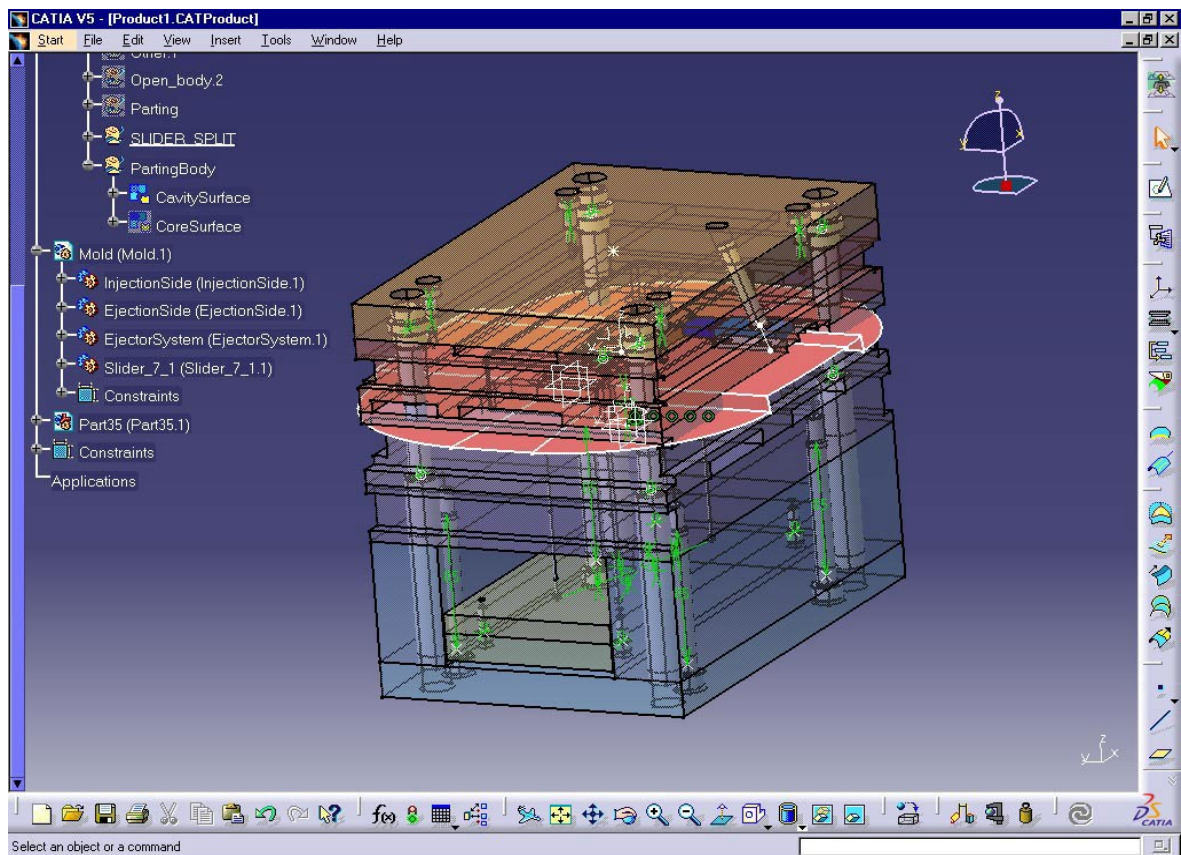 CATIA V5 - [Product1.CATProduct]
Start File Edit View Insert Tools Window Help
Other.1
Open_body.2
Parting
SLIDER_SPLIT
PartingBody
CavitySurface
CoreSurface
Mold (Mold.1)
InjectionSide (InjectionSide.1)
EjectionSide (EjectionSide.1)
EjectorSystem (EjectorSystem.1)
Slider_7_1 (Slider_7_1.1)
Constraints
Part35 (Part35.1)
Constraints
Applications
z
y x
z
y x
f(x)
CATIA
Select an object or a command